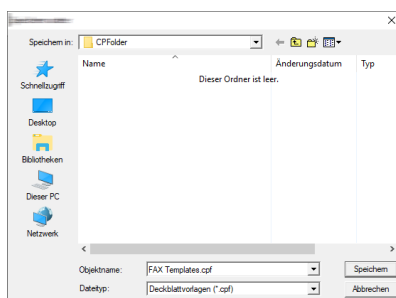 Speichern in: CPFolder
Name Änderungsdatum Typ
Dieser Ordner ist leer.
Schnellzugriff
Desktop
Bibliotheken
Dieser PC
Netzwerk
Objektname: FAX Templates.cpf Speichern
Dateityp: Deckblattvorlagen (*.cpf) Abbrechen